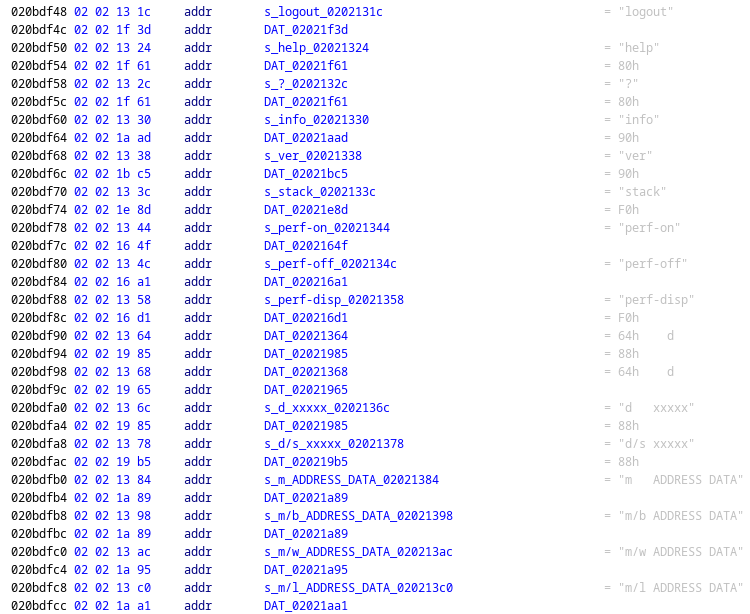 020bdf48 02 02 13 1c addr s_logout_0202131c = "logout"
020bdf4c 02 02 1f 3d addr DAT_02021f3d
020bdf50 02 02 13 24 addr s_help_02021324 = "help"
020bdf54 02 02 1f 61 addr DAT_02021f61 = 80h
020bdf58 02 02 13 2c addr s_?_0202132c = "?"
020bdf5c 02 02 1f 61 addr DAT_02021f61 = 80h
020bdf60 02 02 13 30 addr s_info_02021330 = "info"
020bdf64 02 02 1a ad addr DAT_02021aad = 90h
020bdf68 02 02 13 38 addr s_ver_02021338 = "ver"
020bdf6c 02 02 1b c5 addr DAT_02021bc5 = 90h
020bdf70 02 02 13 3c addr s_stack_0202133c = "stack"
020bdf74 02 02 1e 8d addr DAT_02021e8d = F0h
020bdf78 02 02 13 44 addr s_perf-on_02021344 = "perf-on"
020bdf7c 02 02 16 4f addr DAT_0202164f
020bdf80 02 02 13 4c addr s_perf-off_0202134c = "perf-off"
020bdf84 02 02 16 a1 addr DAT_020216a1
020bdf88 02 02 13 58 addr s_perf-disp_02021358 = "perf-disp"
020bdf8c 02 02 16 d1 addr DAT_020216d1 = F0h
020bdf90 02 02 13 64 addr DAT_02021364 = 64h d
020bdf94 02 02 19 85 addr DAT_02021985 = 88h
020bdf98 02 02 13 68 addr DAT_02021368 = 64h d
020bdf9c 02 02 19 65 addr DAT_02021965
020bdfa0 02 02 13 6c addr s_d_xxxxx_0202136c = "d xxxxx"
020bdfa4 02 02 19 85 addr DAT_02021985 = 88h
020bdfa8 02 02 13 78 addr s_d/s_xxxxx_02021378 = "d/s xxxxx"
020bdfac 02 02 19 b5 addr DAT_020219b5 = 88h
020bdfb0 02 02 13 84 addr s_m_ADDRESS_DATA_02021384 = "m ADDRESS DATA"
020bdfb4 02 02 1a 89 addr DAT_02021a89
020bdfb8 02 02 13 98 addr s_m/b_ADDRESS_DATA_02021398 = "m/b ADDRESS DATA"
020bdfbc 02 02 1a 89 addr DAT_02021a89
020bdfc0 02 02 13 ac addr s_m/w_ADDRESS_DATA_020213ac = "m/w ADDRESS DATA"
020bdfc4 02 02 1a 95 addr DAT_02021a95
020bdfc8 02 02 13 c0 addr s_m/l_ADDRESS_DATA_020213c0 = "m/l ADDRESS DATA"
020bdfcc 02 02 1a a1 addr DAT_02021aa1